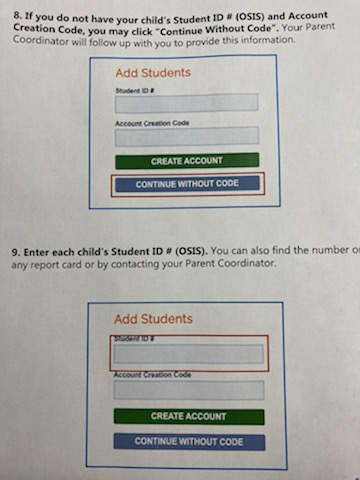 8. If you do not have your child's Student ID # (OSIS) and Account
Creation Code, you may click "Continue Without Code". Your Parent
Coordinator will follow up with you to provide this information.
Add Students
Student ID #
Account Creation Code
CREATE ACCOUNT
CONTINUE WITHOUT CODE
9. Enter each child's Student ID # (OSIS). You can also find the number
any report card or by contacting your Parent Coordinator.
Add Students
Student ID #
Account Creation Code
CREATE ACCOUNT
CONTINUE WITHOUT CODE